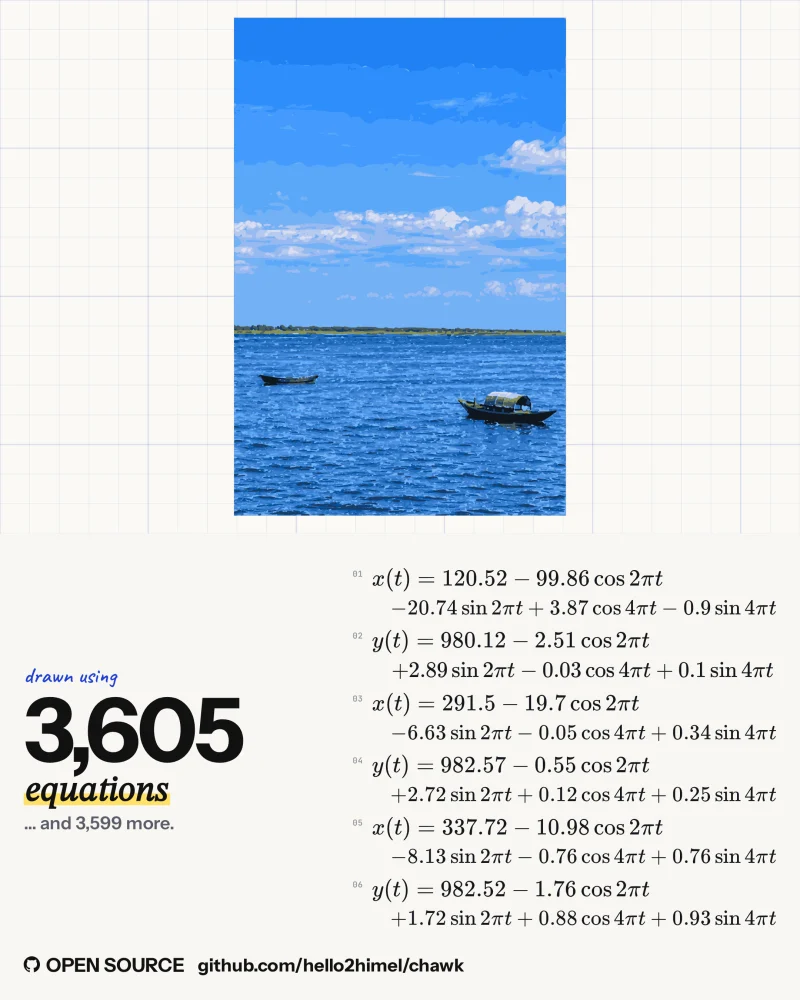 drawn using
3,605
equations
... and 3,599 more.
01 x(t) = 120.52 − 99.86 cos 2πt
−20.74 sin 2πt + 3.87 cos 4πt − 0.9 sin 4πt
02 y(t) = 980.12 − 2.51 cos 2πt
+2.89 sin 2πt − 0.03 cos 4πt + 0.1 sin 4πt
03 x(t) = 291.5 − 19.7 cos 2πt
−6.63 sin 2πt − 0.05 cos 4πt + 0.34 sin 4πt
04 y(t) = 982.57 − 0.55 cos 2πt
+2.72 sin 2πt + 0.12 cos 4πt + 0.25 sin 4πt
05 x(t) = 337.72 − 10.98 cos 2πt
−8.13 sin 2πt − 0.76 cos 4πt + 0.76 sin 4πt
06 y(t) = 982.52 − 1.76 cos 2πt
+1.72 sin 2πt + 0.88 cos 4πt + 0.93 sin 4πt
OPEN SOURCE github.com/hello2himel/chawk